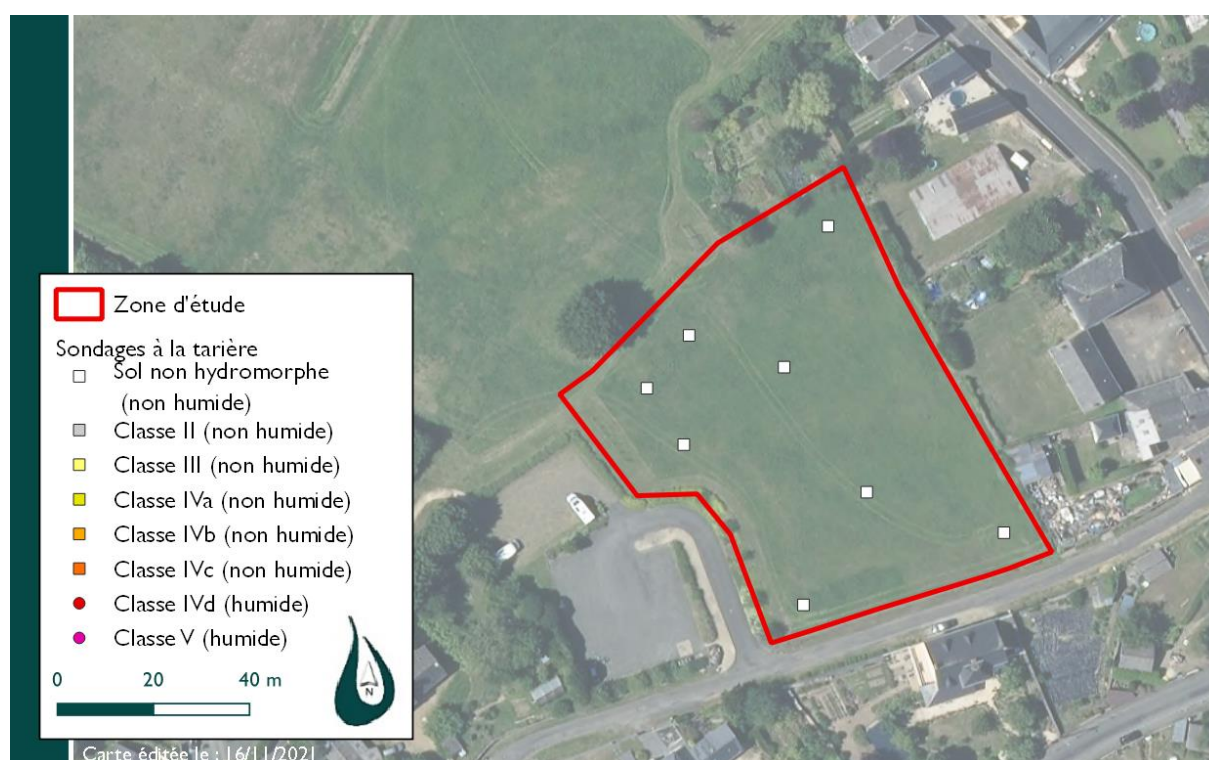 Zone d'étude
Sondages à la tarière
Sol non hydromorphe
(non humide)
Classe II (non humide)
Classe III (non humide)
Classe IVa (non humide)
Classe IVb (non humide)
Classe IVc (non humide)
Classe IVd (humide)
Classe V (humide)
N
0 20 40 m
Carte éditée le : 16/11/2021